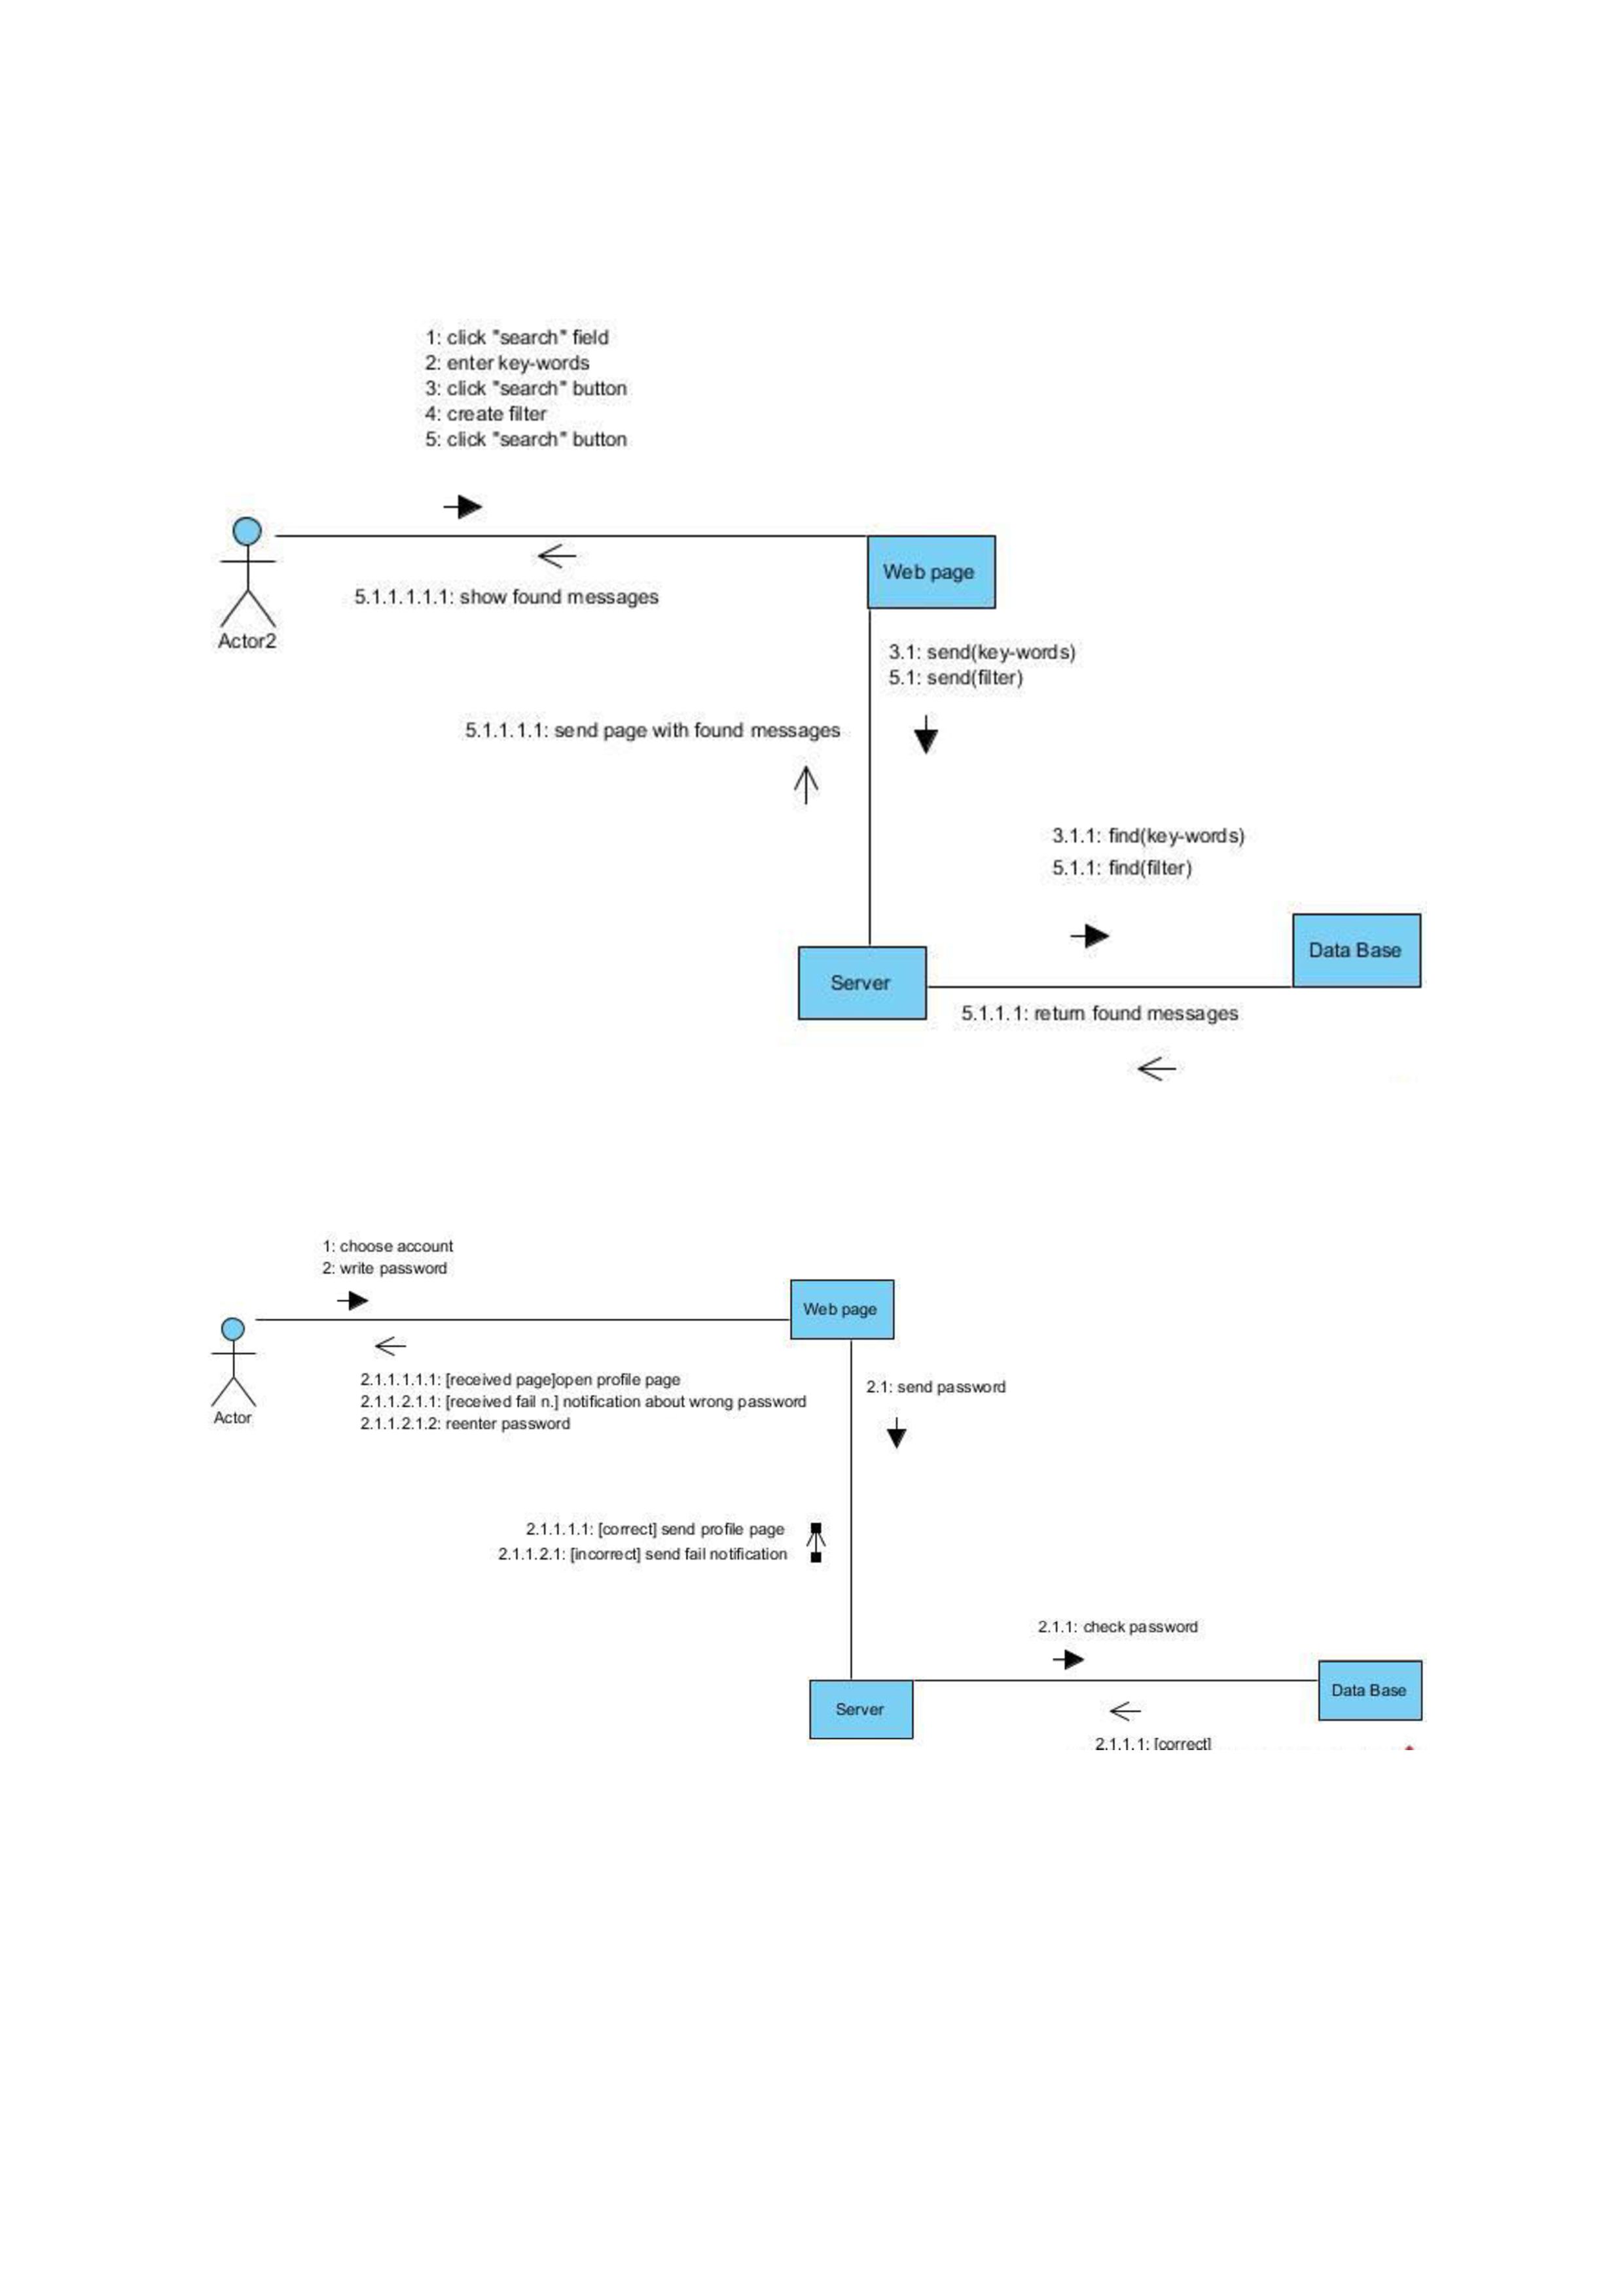 1: click "search" field
2: enter key-words
3: click "search" button
4: create filter
5: click "search" button
Web page
5.1.1.1.1.1: show found messages
Actor2
3.1: send(key-words)
5.1: send(filter)
5.1.1.1.1: send page with found messages
3.1.1: find(key-words)
5.1.1: find(filter)
Data Base
Server
5.1.1.1: return found messages
1: choose account
2: write password
Web page
2.1.1.1.1.1: [received page]open profile page
2.1.1.2.1.1: [received fail n.] notification about wrong password
2.1.1.2.1.2: reenter password
Actor
2.1: send password
2.1.1.1.1: [correct] send profile page
2.1.1.2.1: [incorrect] send fail notification
2.1.1: check password
Data Base
Server
2.1.1.1: [correct]